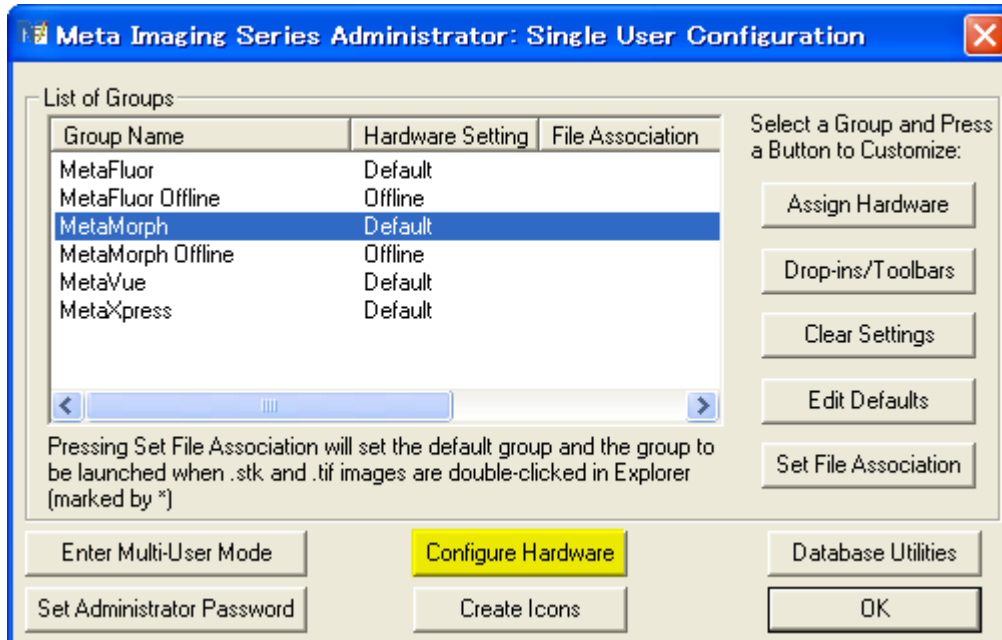 Meta Imaging Series Administrator: Single User Configuration
List of Groups
Group Name Hardware Setting File Association
MetaFluor Default
MetaFluor Offline Offline
MetaMorph Default
MetaMorph Offline Offline
MetaVue Default
MetaXpress Default
Pressing Set File Association will set the default group and the group to
be launched when .stk and .tif images are double-clicked in Explorer
(marked by *)
Select a Group and Press
a Button to Customize:
Assign Hardware
Drop-ins/Toolbars
Clear Settings
Edit Defaults
Set File Association
Enter Multi-User Mode Configure Hardware Database Utilities
Set Administrator Password Create Icons OK